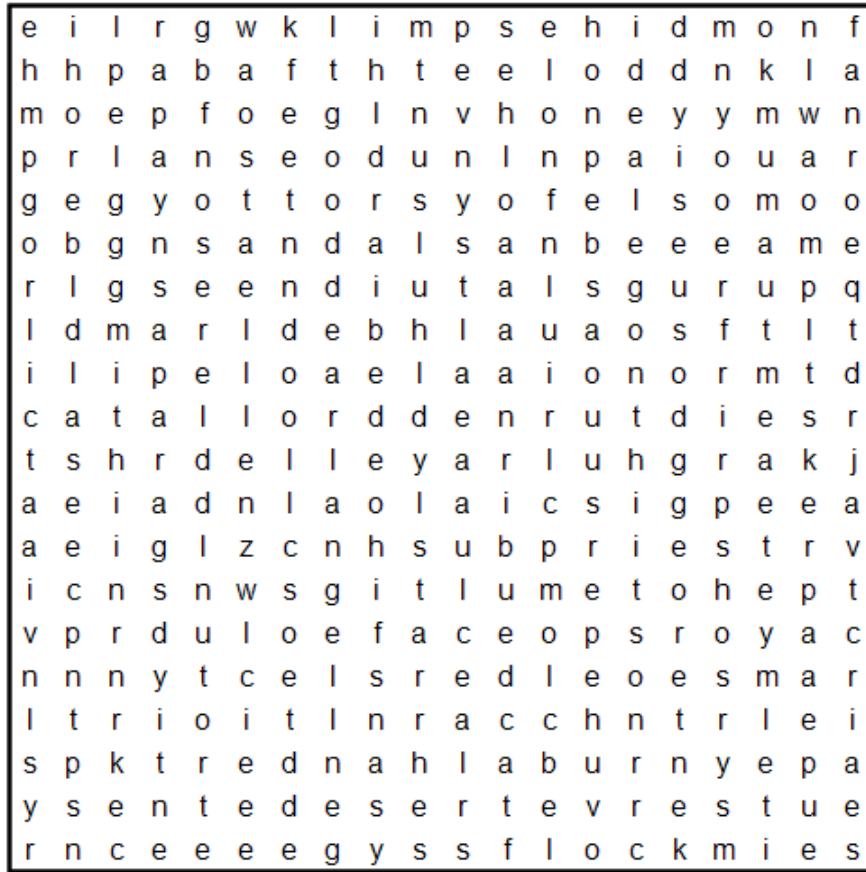 e i l r g w k l i m p s e h i d m o n f
h h p a b a f t h t e e l o d d n k l a
m o e p f o e g l n v h o n e y y m w n
p r l a n s e o d u n l n p a i o u a r
g e g y o t t o r s y o f e l s o m o o
o b g n s a n d a l s a n b e e e a m e
r l g s e e n d i u t a l s g u r u p q
l d m a r l d e b h l a u a o s f t l t
i l i p e l o a e l a a i o n o r m t d
c a t a l l o r d d e n r u t d i e s r
t s h r d e l l e y a r l u h g r a k j
a e i a d n l a o l a i c s i g p e e a
a e i g l z c n h s u b p r i e s t r v
i c n s n w s g i t l u m e t o h e p t
v p r d u l o e f a c e o p s r o y a c
n n n y t c e l s r e d l e o e s m a r
l t r i o i t l n r a c c h n t r l e i
s p k t r e d n a h l a b u r n y e p a
y s e n t e d e s e r t e v r e s t u e
r n c e e e e g y s s f l o c k m i e s